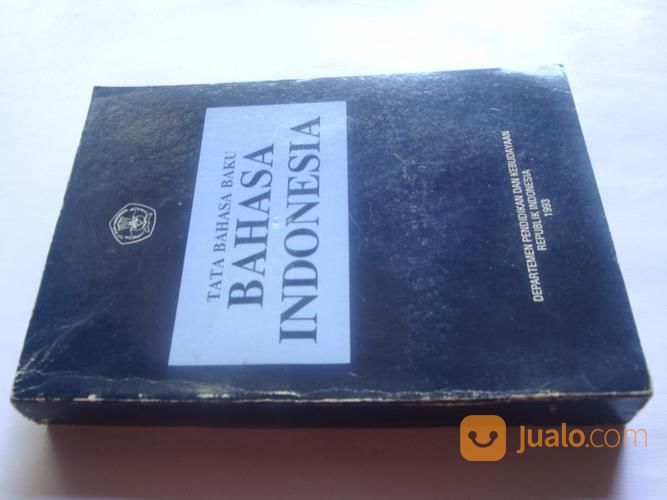 TATA BAHASA BAKU
BAHASA
INDONESIA
DEPARTEMEN PENDIDIKAN DAN KEBUDAYAAN
REPUBLIK INDONESIA
1993
jualo.com